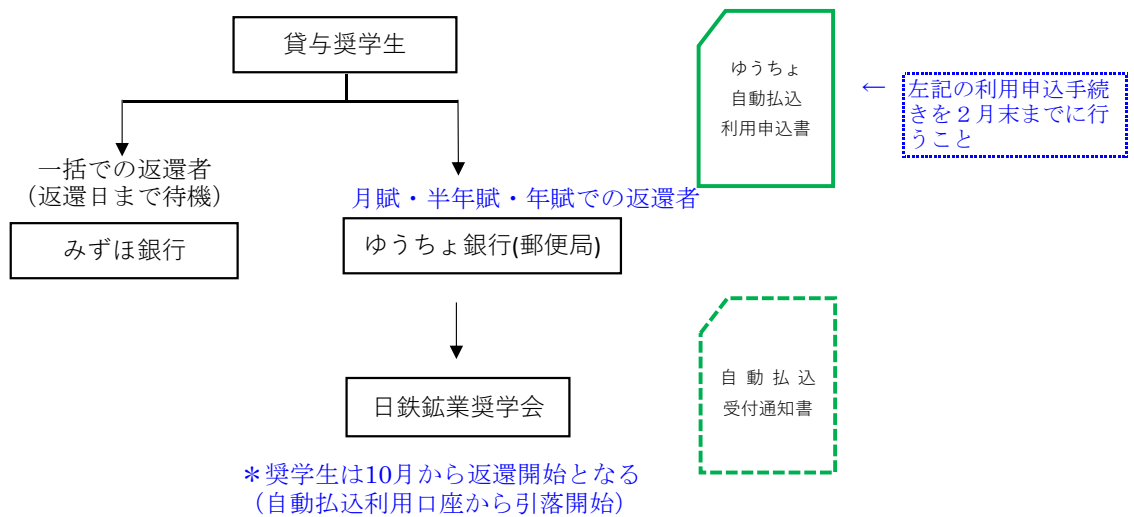 貸与奨学生
ゆうちょ
自動払込
利用申込書
← 左記の利用申込手続
きを２月末までに行
うこと
一括での返還者
（返還日まで待機）
みずほ銀行
月賦・半年賦・年賦での返還者
ゆうちょ銀行(郵便局)
日鉄鉱業奨学会
自 動 払 込
受付通知書
＊奨学生は10月から返還開始となる
（自動払込利用口座から引落開始）